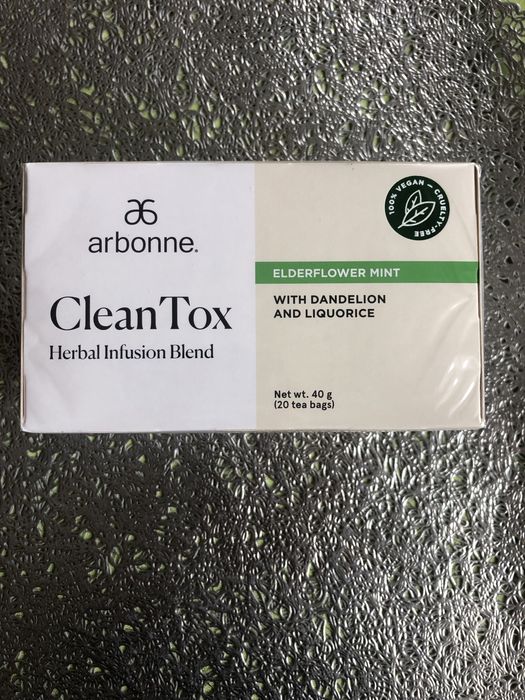 arbonne.
CleanTox
Herbal Infusion Blend
100% VEGAN — CRUELTY-FREE
ELDERFLOWER MINT
WITH DANDELION
AND LIQUORICE
Net wt. 40 g
(20 tea bags)